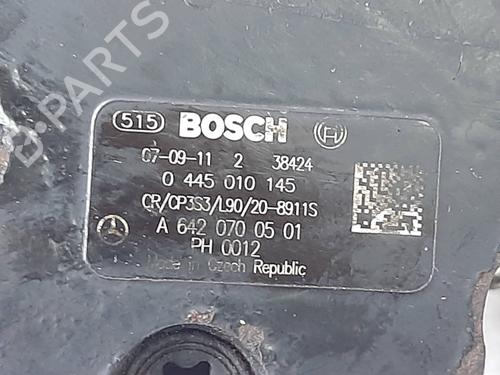 515 BOSCH
07-09-11 2 38424
0 445 010 145
CR/CP3S3/L90/20-8911S
A 642 070 05 01
PH 0012
Made in Czech Republic
B-PARTS